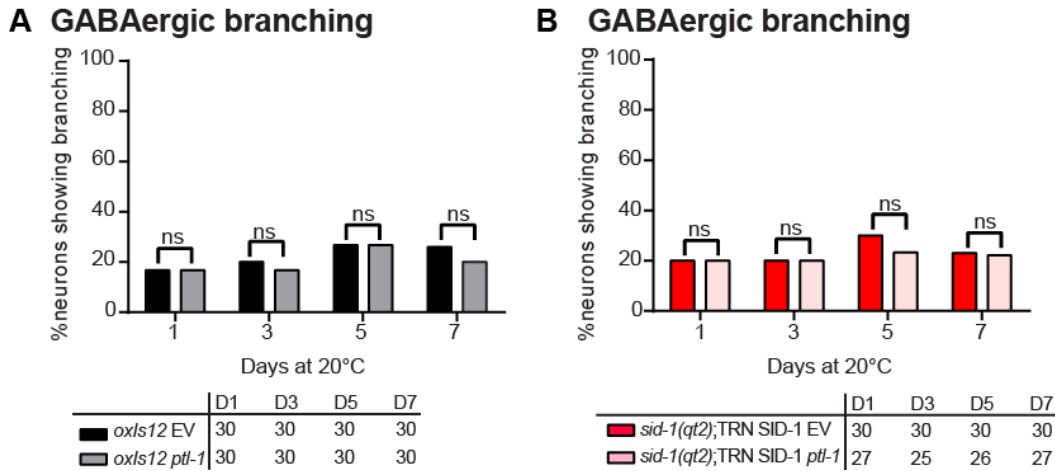 A GABAergic branching
%neurons showing branching
100
80
60
40
20
0
ns
ns
ns
ns
1 3 5 7
Days at 20°C
D1 D3 D5 D7
oxIs12 EV 30 30 30 30
oxIs12 ptl-1 30 30 30 30
B GABAergic branching
%neurons showing branching
100
80
60
40
20
0
ns
ns
ns
ns
1 3 5 7
Days at 20°C
D1 D3 D5 D7
sid-1(qt2);TRN SID-1 EV 30 30 30 30
sid-1(qt2);TRN SID-1 ptl-1 27 25 26 27